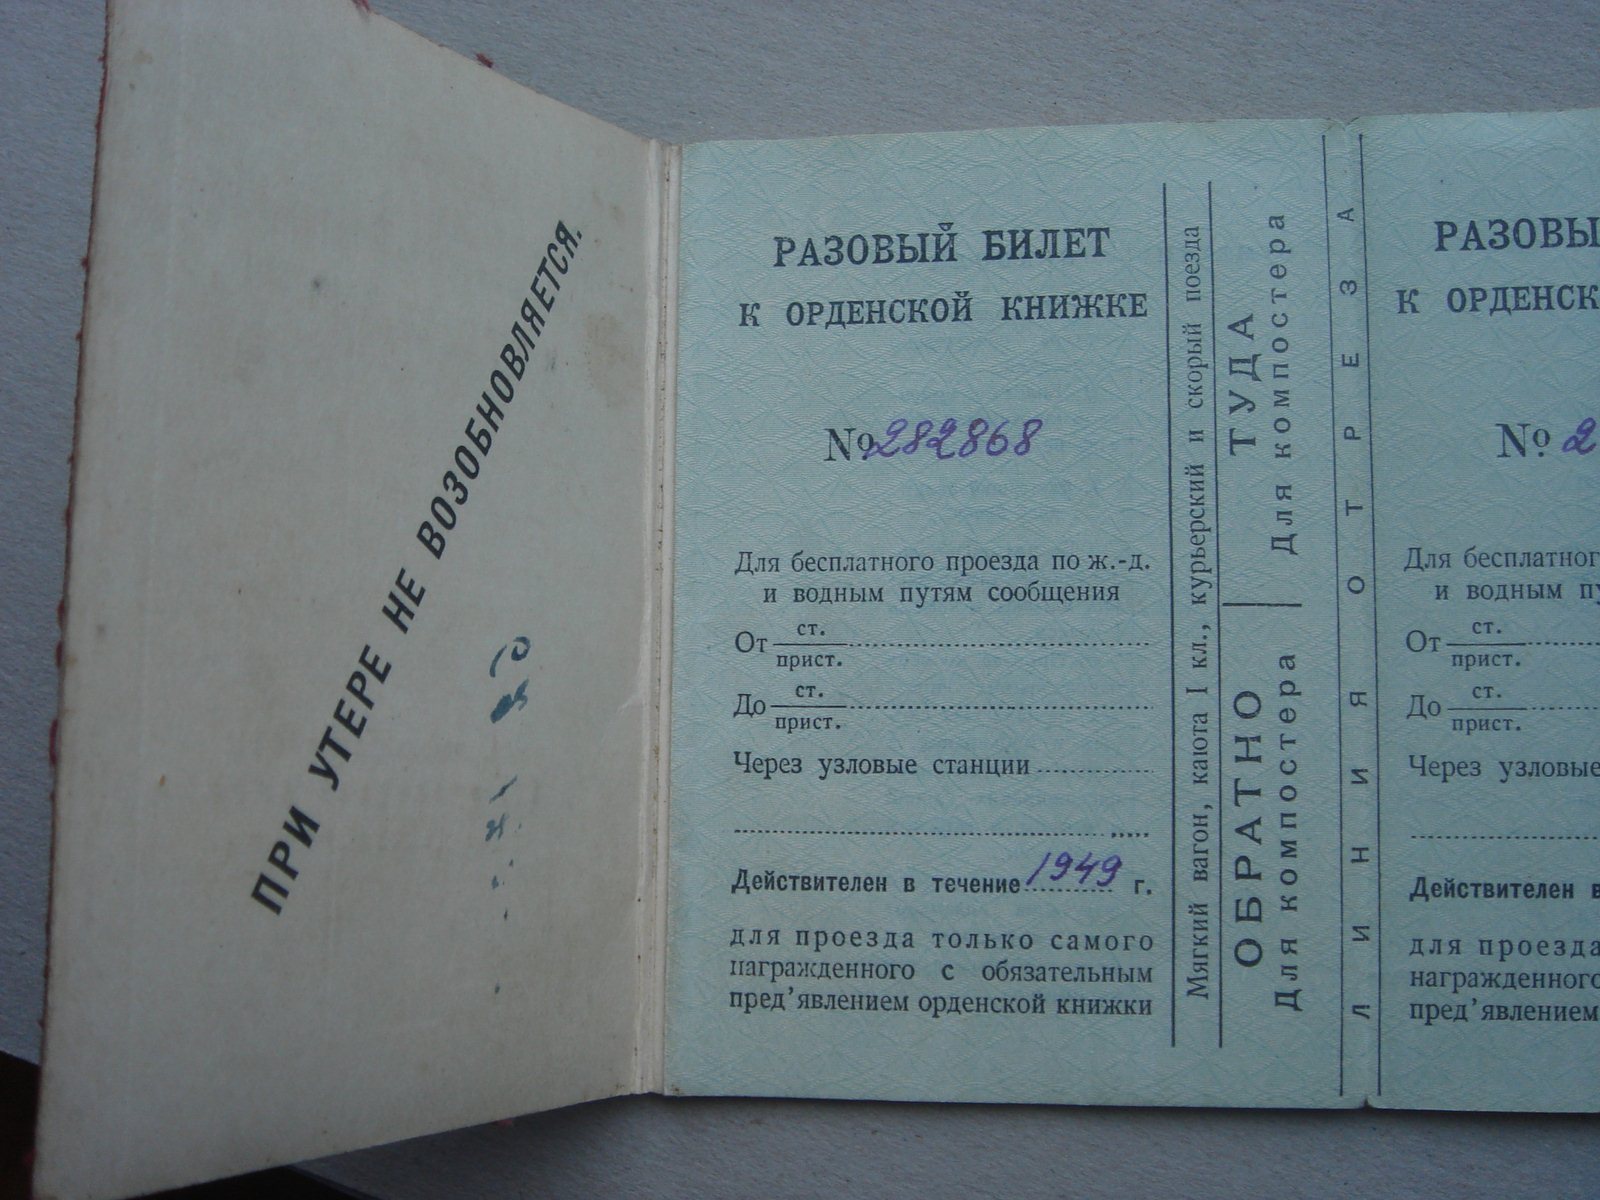 ПРИ УТЕРЕ НЕ ВОЗОБНОВЛЯЕТСЯ.
РАЗОВЫЙ БИЛЕТ
К ОРДЕНСКОЙ КНИЖКЕ
№ 282868
Для бесплатного проезда по ж.-д.
и водным путям сообщения
От ст.
прист.
До ст.
прист.
Через узловые станции
Действителен в течение 1949 г.
для проезда только самого
награжденного с обязательным
пред'явлением орденской книжки
Мягкий вагон, каюта I кл., курьерский и скорый поезда
ОБРАТНО
Для компостера
ТУДА
Для компостера
ЛИНИЯ ОТРЕЗА
РАЗОВЫ
К ОРДЕНСК
№ 2
Для бесплатног
и водным пу
От ст.
прист.
До ст.
прист.
Через узловые
Действителен в
для проезда
награжденного
пред'явлением